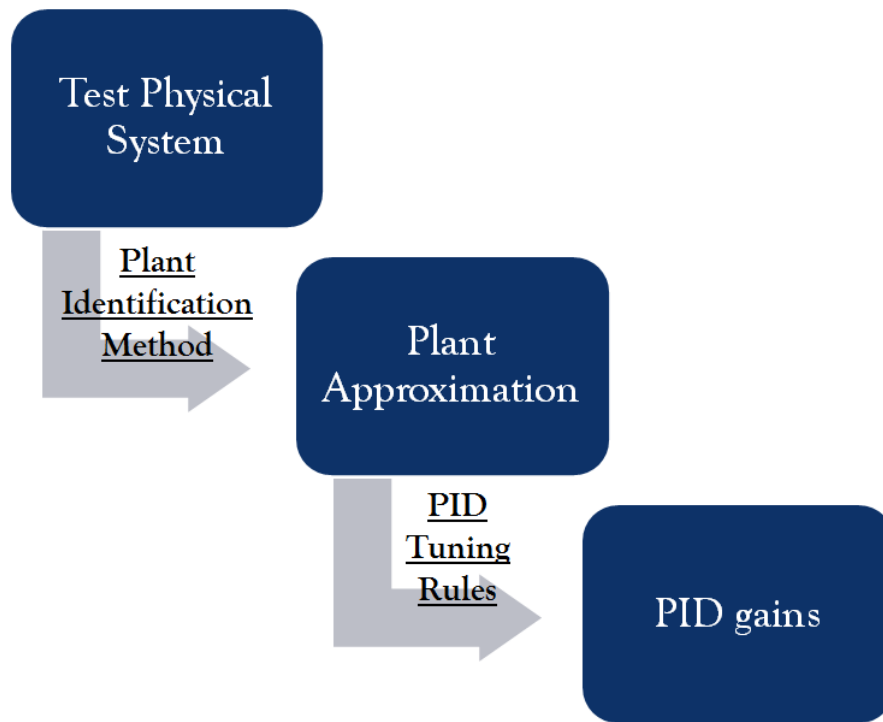 Test Physical
System
Plant
Identification
Method
Plant
Approximation
PID
Tuning
Rules
PID gains